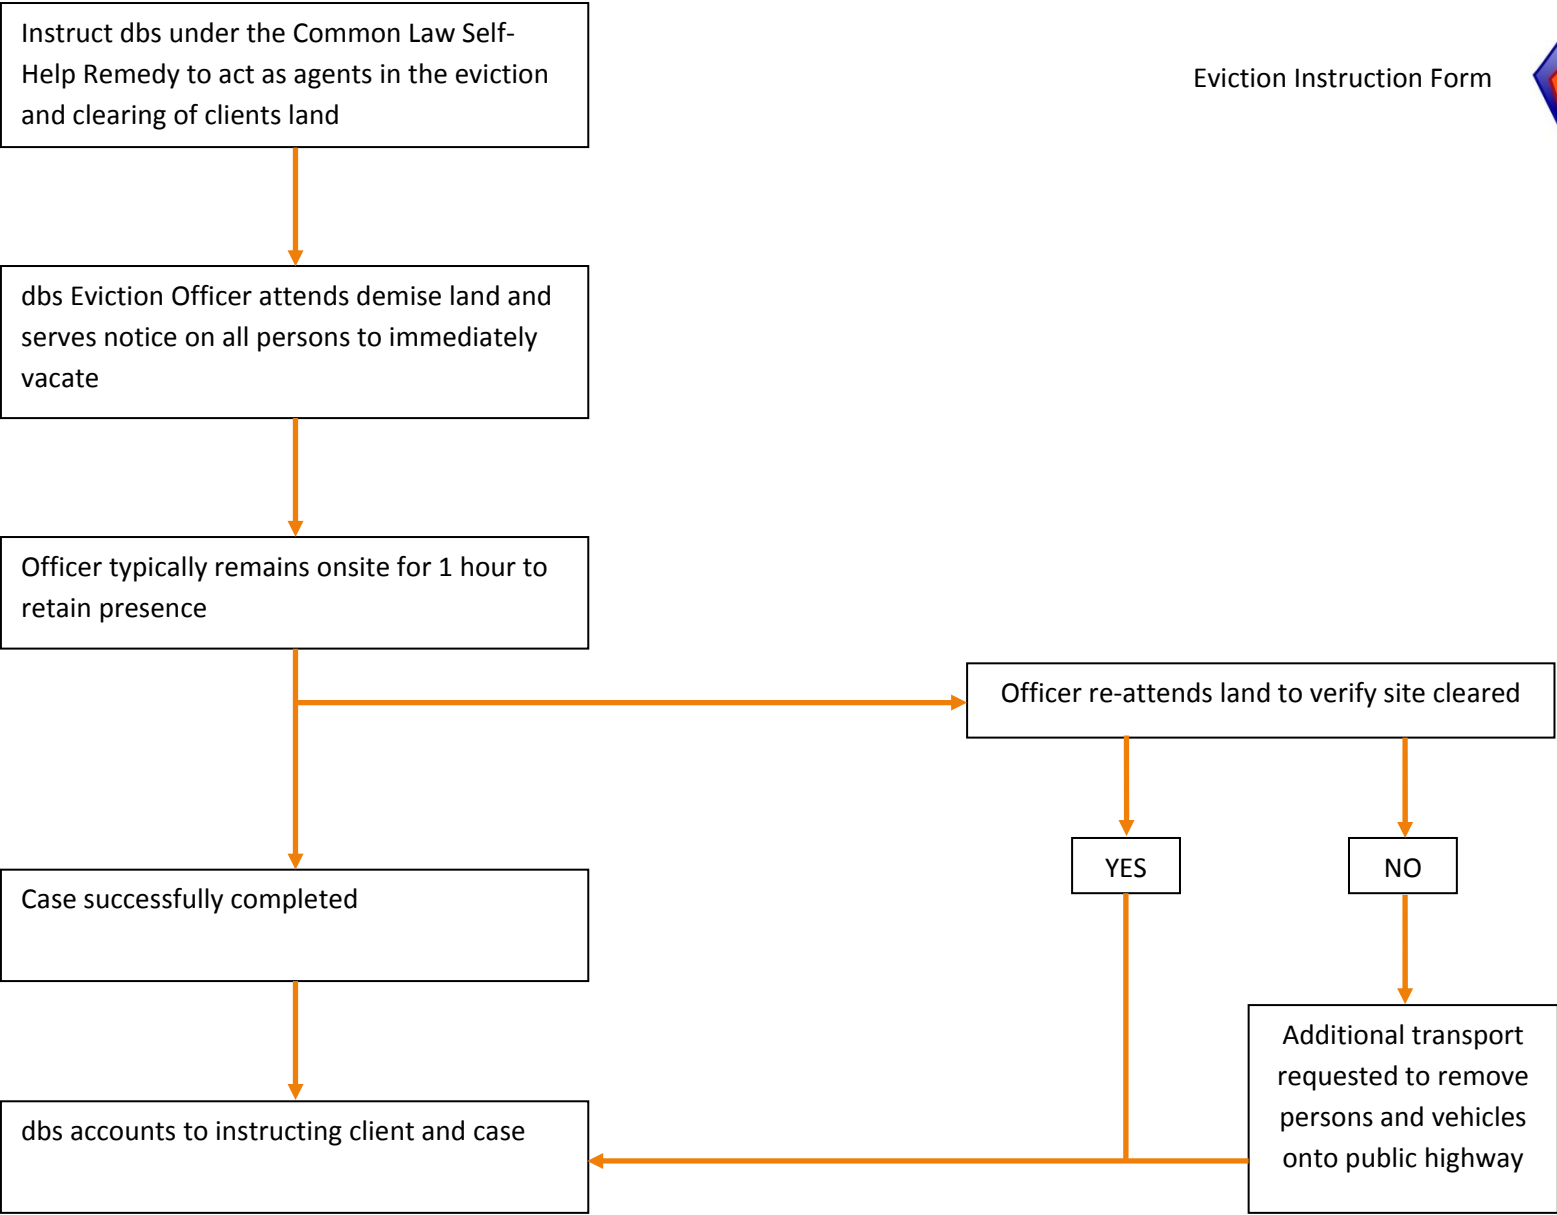 Instruct dbs under the Common Law Self-
Help Remedy to act as agents in the eviction
and clearing of clients land
Eviction Instruction Form
dbs Eviction Officer attends demise land and
serves notice on all persons to immediately
vacate
Officer typically remains onsite for 1 hour to
retain presence
Officer re-attends land to verify site cleared
YES
NO
Case successfully completed
Additional transport
requested to remove
persons and vehicles
onto public highway
dbs accounts to instructing client and case